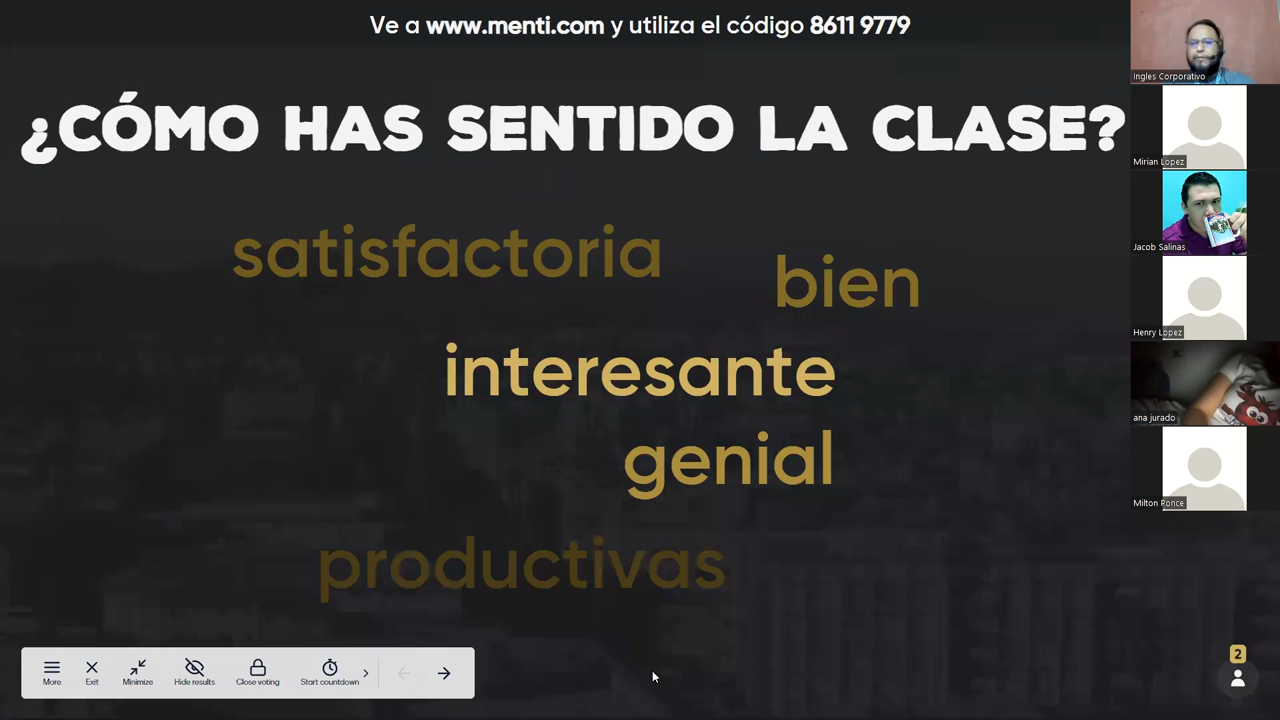 Ve a www.menti.com y utiliza el código 8611 9779
¿CÓMO HAS SENTIDO LA CLASE?
satisfactoria
bien
interesante
genial
productivas
More
Exit
Minimize
Hide results
Close voting
Start countdown
2
Ingles Corporativo
Mirian Lopez
Jacob Salinas
Henry Lopez
ana jurado
Milton Ponce